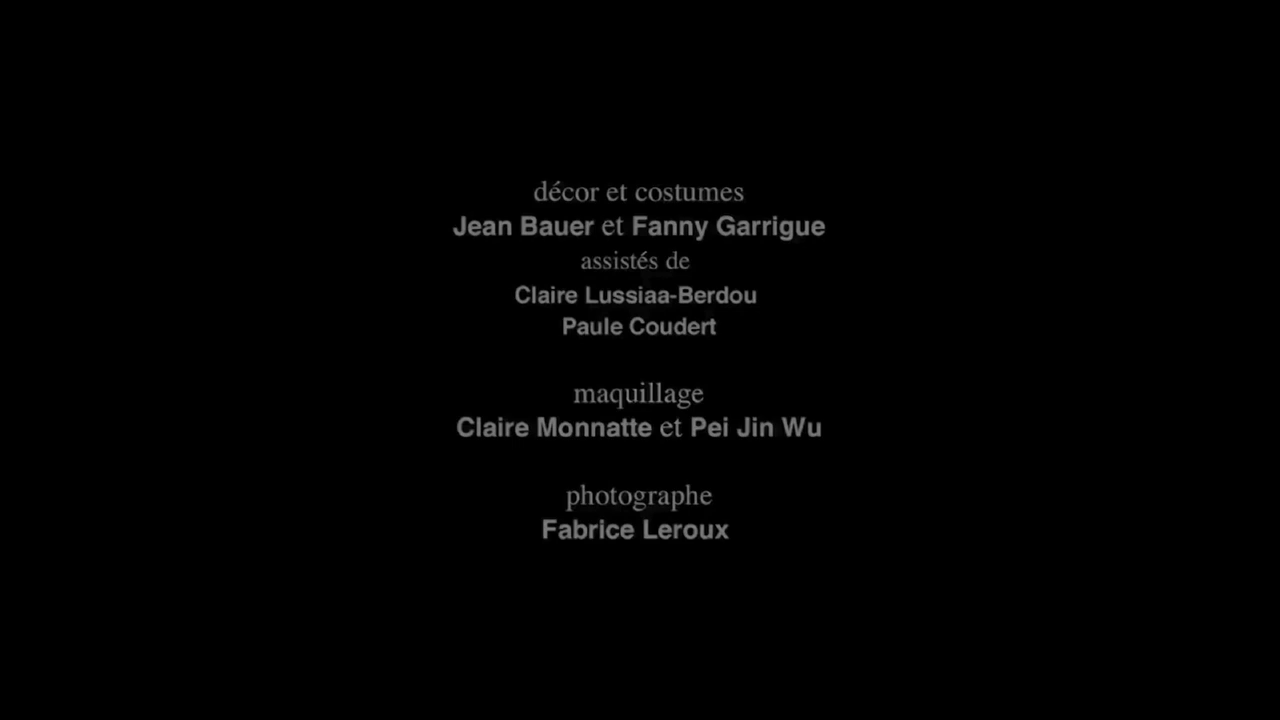 décor et costumes
Jean Bauer et Fanny Garrigue
assistés de
Claire Lussiaa-Berdou
Paule Coudert
maquillage
Claire Monnatte et Pei Jin Wu
photographe
Fabrice Leroux